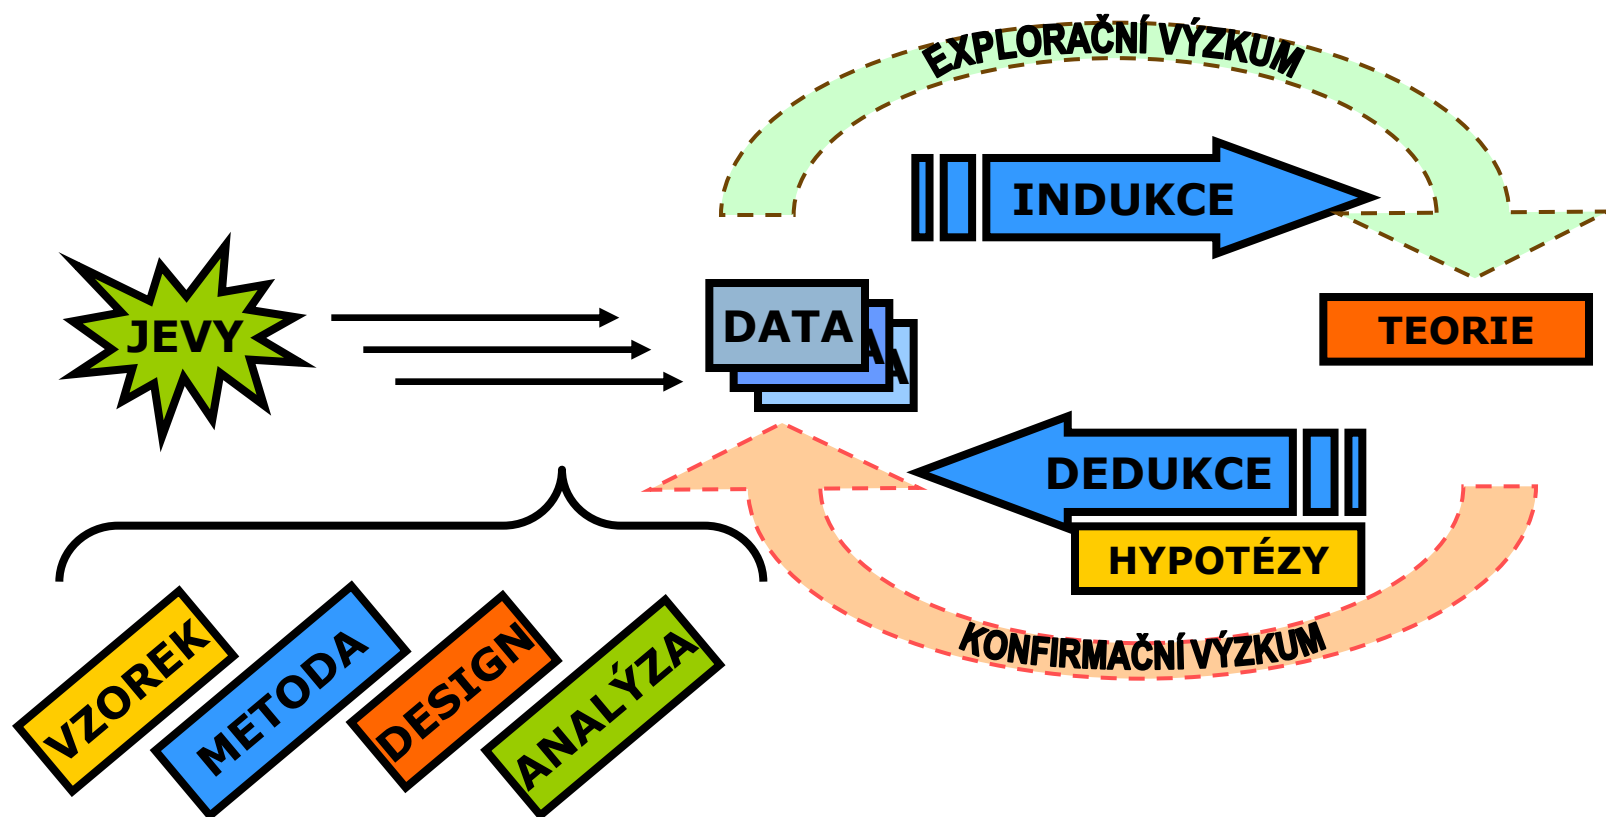 EXPLORAČNÍ VÝZKUM
INDUKCE
JEVY
DATA
A
A
TEORIE
DEDUKCE
HYPOTÉZY
KONFIRMAČNÍ VÝZKUM
VZOREK
METODA
DESIGN
ANALÝZA